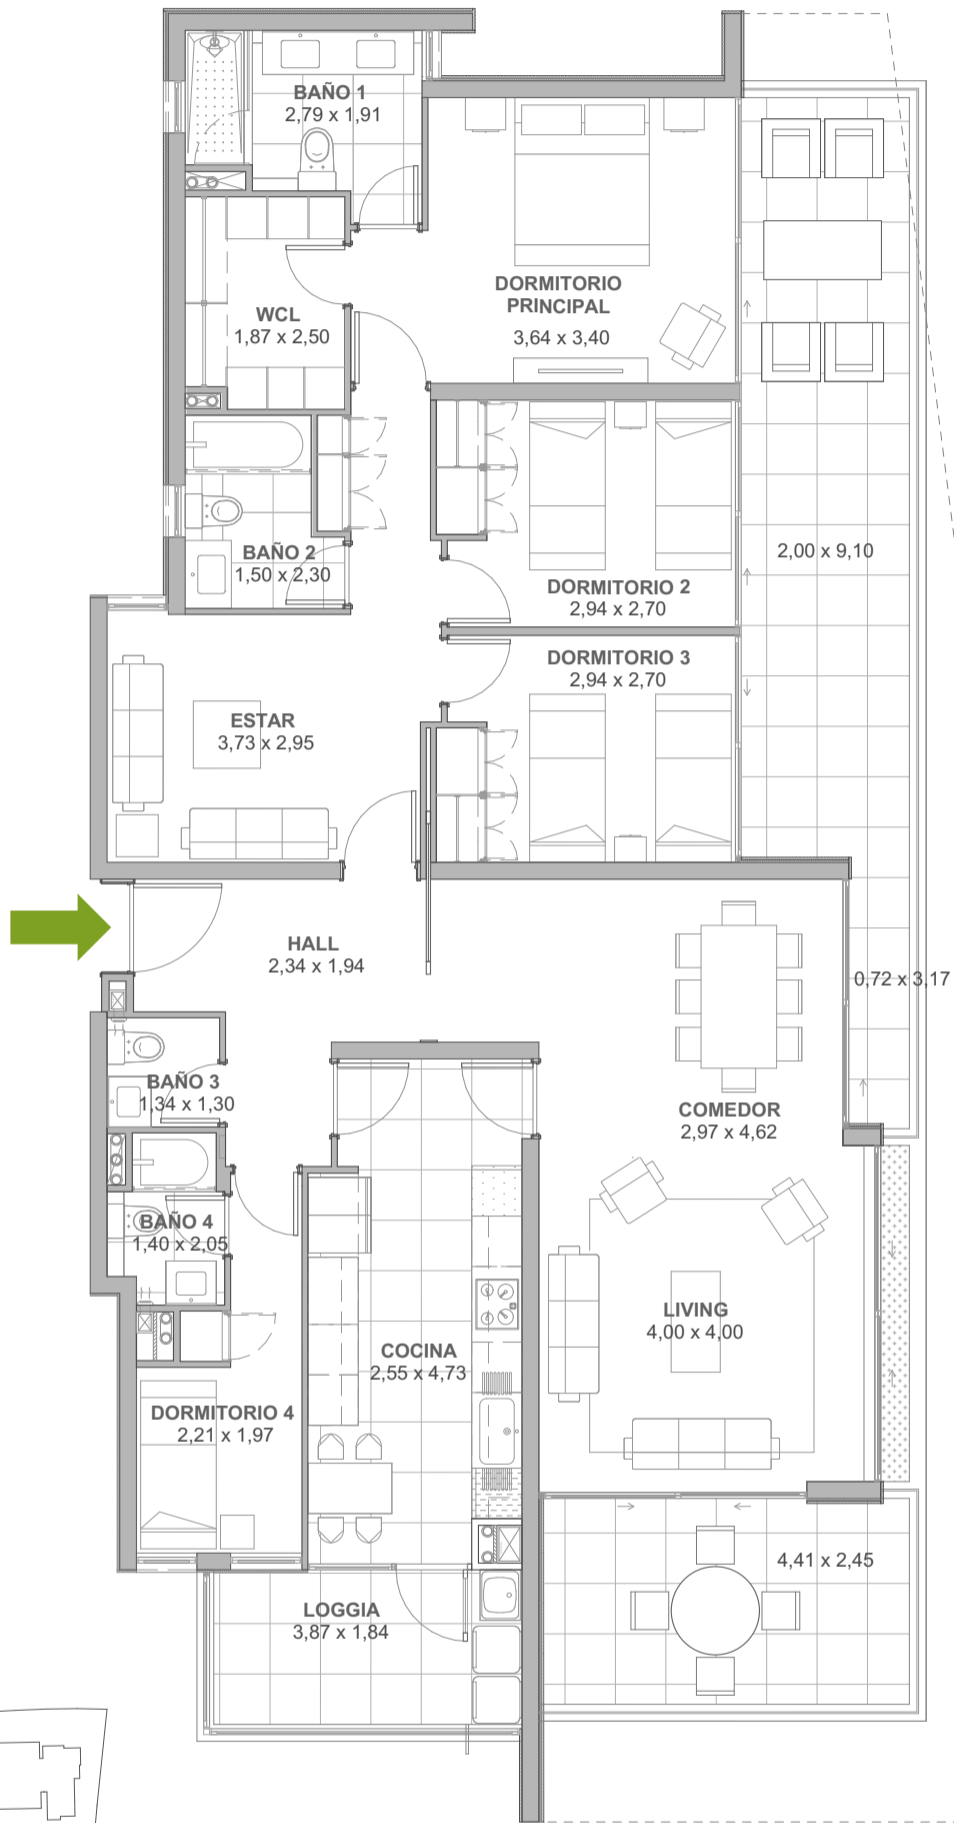 BAÑO 1
2,79 x 1,91
DORMITORIO
PRINCIPAL
3,64 x 3,40
WCL
1,87 x 2,50
BAÑO 2
1,50 x 2,30
DORMITORIO 2
2,94 x 2,70
2,00 x 9,10
DORMITORIO 3
2,94 x 2,70
ESTAR
3,73 x 2,95
HALL
2,34 x 1,94
0,72 x 3,17
BAÑO 3
1,34 x 1,30
COMEDOR
2,97 x 4,62
BAÑO 4
1,40 x 2,05
LIVING
4,00 x 4,00
COCINA
2,55 x 4,73
DORMITORIO 4
2,21 x 1,97
4,41 x 2,45
LOGGIA
3,87 x 1,84